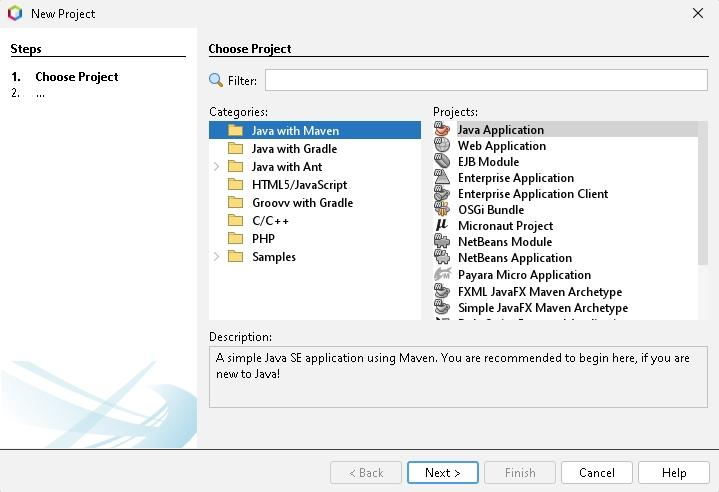 New Project
Steps
1. Choose Project
2. ...
Choose Project
Filter:
Categories:
Java with Maven
Java with Gradle
Java with Ant
HTML5/JavaScript
Groovy with Gradle
C/C++
PHP
Samples
Projects:
Java Application
Web Application
EJB Module
Enterprise Application
Enterprise Application Client
OSGi Bundle
Micronaut Project
NetBeans Module
NetBeans Application
Payara Micro Application
FXML JavaFX Maven Archetype
Simple JavaFX Maven Archetype
Description:
A simple Java SE application using Maven. You are recommended to begin here, if you are
new to Java!
< Back
Next >
Finish
Cancel
Help